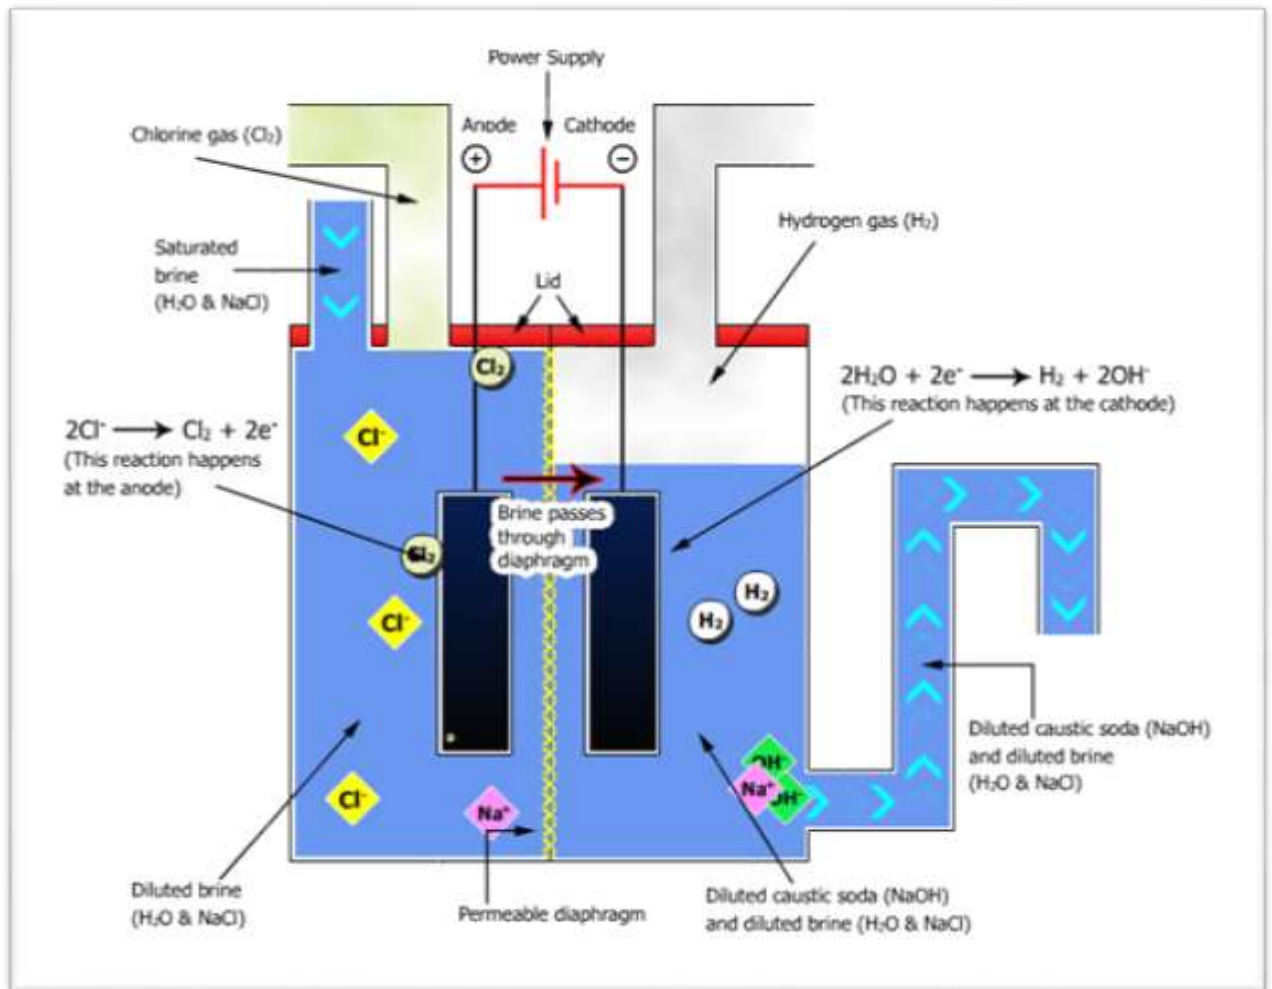 Power Supply
Anode
Cathode
+
−
Chlorine gas (Cl₂)
Hydrogen gas (H₂)
Saturated
brine
(H₂O & NaCl)
Lid
Cl₂
2H₂O + 2e⁻ → H₂ + 2OH⁻
(This reaction happens at the cathode)
Cl⁻
2Cl⁻ → Cl₂ + 2e⁻
(This reaction happens
at the anode)
Brine passes
through
diaphragm
Cl₂
H₂
H₂
Cl⁻
Diluted caustic soda (NaOH)
and diluted brine
(H₂O & NaCl)
OH⁻
Na⁺
OH⁻
Cl⁻
Na⁺
Diluted brine
(H₂O & NaCl)
Permeable diaphragm
Diluted caustic soda (NaOH)
and diluted brine (H₂O & NaCl)